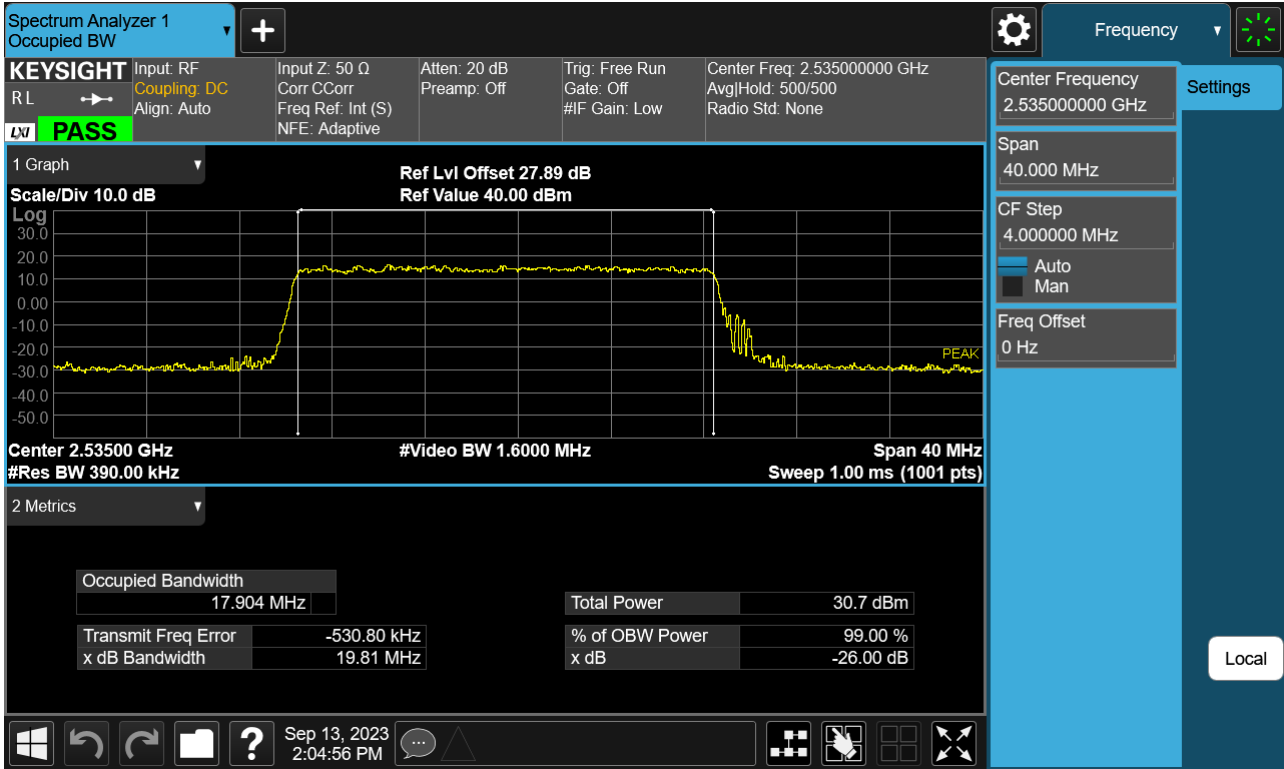 Spectrum Analyzer 1
Occupied BW
Frequency
KEYSIGHT
R L
LXI PASS
Input: RF
Coupling: DC
Align: Auto
Input Z: 50 Ω
Corr CCorr
Freq Ref: Int (S)
NFE: Adaptive
Atten: 20 dB
Preamp: Off
Trig: Free Run
Gate: Off
#IF Gain: Low
Center Freq: 2.535000000 GHz
Avg|Hold: 500/500
Radio Std: None
Center Frequency
2.535000000 GHz
Settings
Span
40.000 MHz
CF Step
4.000000 MHz
Auto
Man
Freq Offset
0 Hz
Local
1 Graph
Scale/Div 10.0 dB
Ref Lvl Offset 27.89 dB
Ref Value 40.00 dBm
Log
30.0
20.0
10.0
0.00
-10.0
-20.0
-30.0
-40.0
-50.0
PEAK
Center 2.53500 GHz
#Video BW 1.6000 MHz
Span 40 MHz
#Res BW 390.00 kHz
Sweep 1.00 ms (1001 pts)
2 Metrics
Occupied Bandwidth
17.904 MHz
Total Power 30.7 dBm
Transmit Freq Error -530.80 kHz
% of OBW Power 99.00 %
x dB Bandwidth 19.81 MHz
x dB -26.00 dB
?
Sep 13, 2023
2:04:56 PM